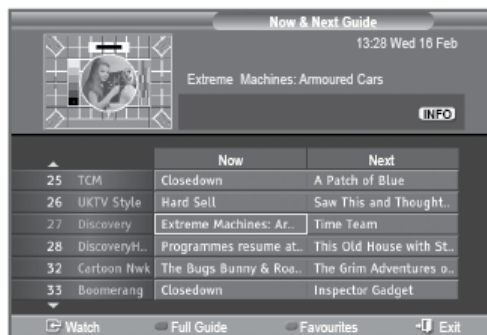 Now & Next Guide
13:28 Wed 16 Feb
Extreme Machines: Armoured Cars
INFO
Now Next
25 TCM Closedown A Patch of Blue
26 UKTV Style Hard Sell Saw This and Thought..
27 Discovery Extreme Machines: Ar.. Time Team
28 DiscoveryH.. Programmes resume at.. This Old House with St..
32 Cartoon Nwk The Bugs Bunny & Roa.. The Grim Adventures o..
33 Boomerang Closedown Inspector Gadget
Watch Full Guide Favourites Exit